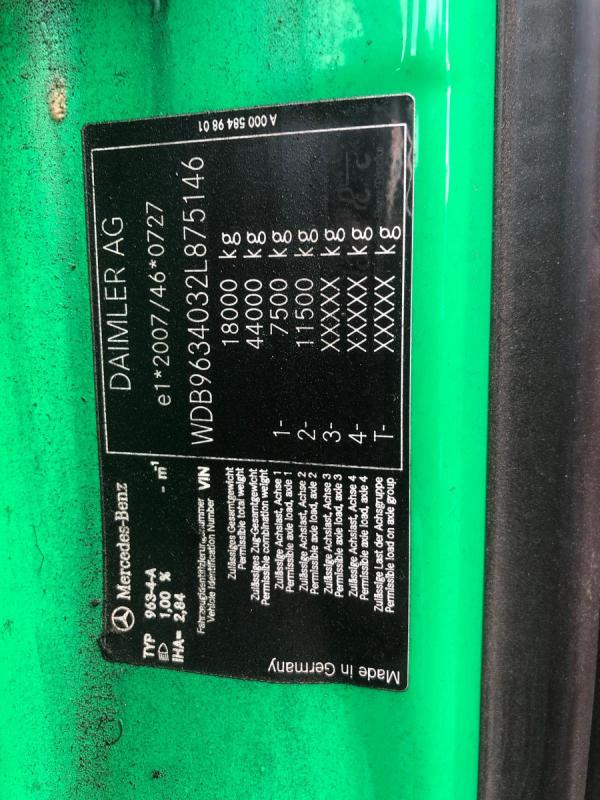 Mercedes-Benz
DAIMLER AG
TYP 963-4-A
1,00 % - m¹
e1*2007/46*0727
iHA= 2,84
Fahrzeugidentifizierungsnummer
Vehicle Identification Number VIN
WDB9634032L875146
Zulässiges Gesamtgewicht
Permissible total weight
18000 kg
Zulässiges Zug-Gesamtgewicht
Permissible combination weight
44000 kg
Zulässige Achslast, Achse 1
Permissible axle load, axle 1
1- 7500 kg
Zulässige Achslast, Achse 2
Permissible axle load, axle 2
2- 11500 kg
Zulässige Achslast, Achse 3
Permissible axle load, axle 3
3- XXXXX kg
Zulässige Achslast, Achse 4
Permissible axle load, axle 4
4- XXXXX kg
Zulässige Last der Achsgruppe
Permissible load on axle group
T- XXXXX kg
Made in Germany
A 000 584 98 01